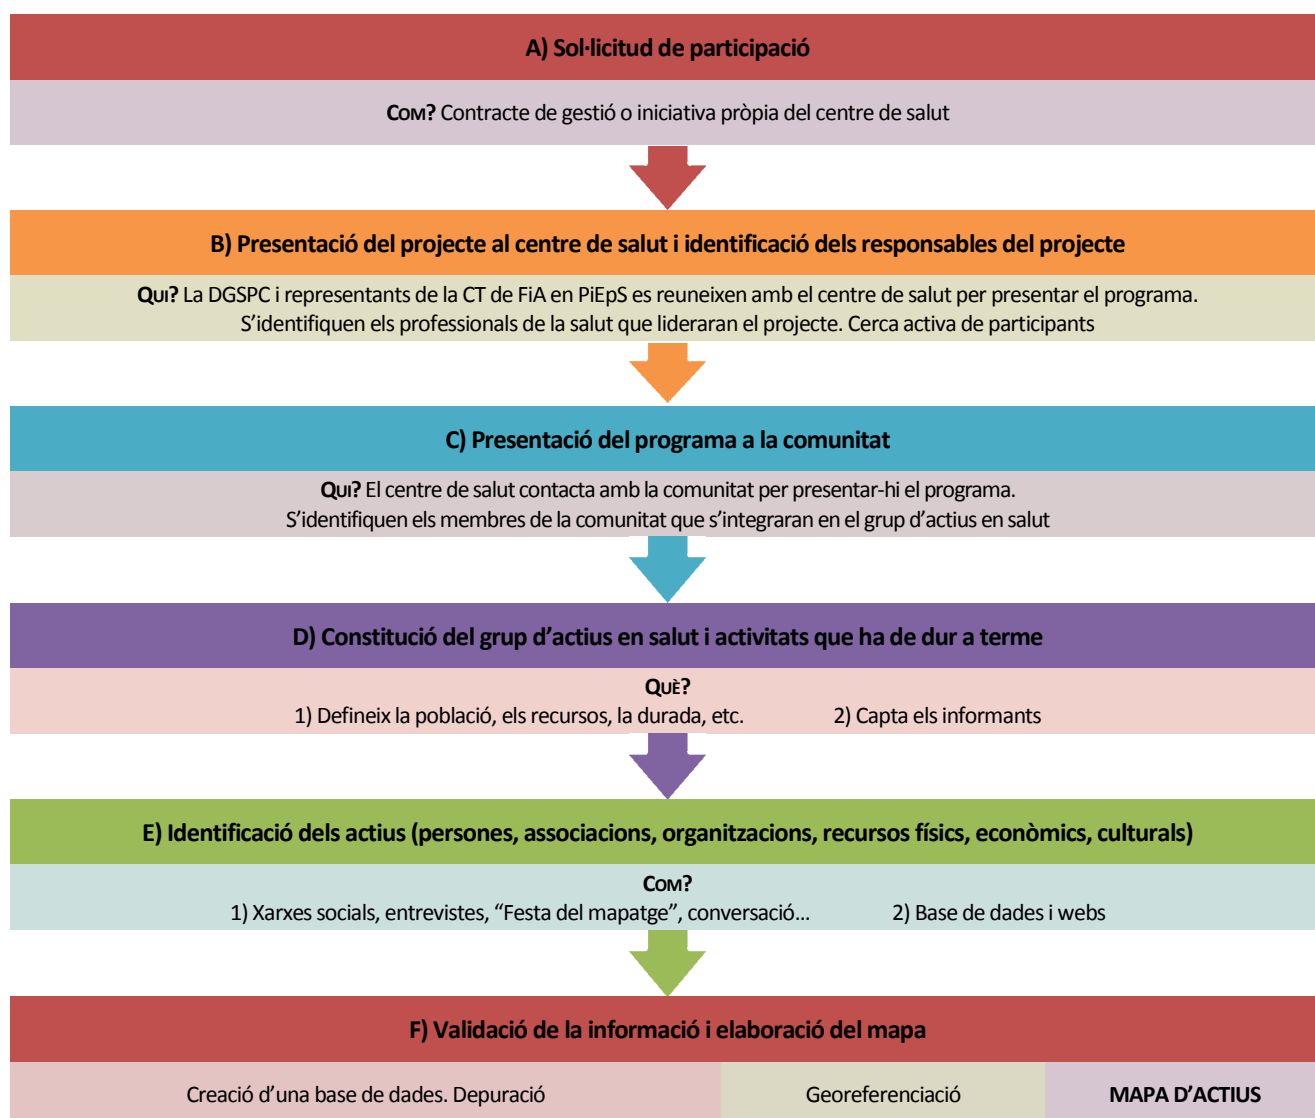 A) Sol·licitud de participació
COM? Contracte de gestió o iniciativa pròpia del centre de salut
B) Presentació del projecte al centre de salut i identificació dels responsables del projecte
QUI? La DGSPC i representants de la CT de FiA en PiEpS es reuneixen amb el centre de salut per presentar el programa.
S’identifiquen els professionals de la salut que lideraran el projecte. Cerca activa de participants
C) Presentació del programa a la comunitat
QUI? El centre de salut contacta amb la comunitat per presentar-hi el programa.
S’identifiquen els membres de la comunitat que s’integraran en el grup d’actius en salut
D) Constitució del grup d’actius en salut i activitats que ha de dur a terme
QUÈ?
1) Defineix la població, els recursos, la durada, etc. 2) Capta els informants
E) Identificació dels actius (persones, associacions, organitzacions, recursos físics, econòmics, culturals)
COM?
1) Xarxes socials, entrevistes, “Festa del mapatge”, conversació... 2) Base de dades i webs
F) Validació de la informació i elaboració del mapa
Creació d’una base de dades. Depuració Georeferenciació MAPA D’ACTIUS